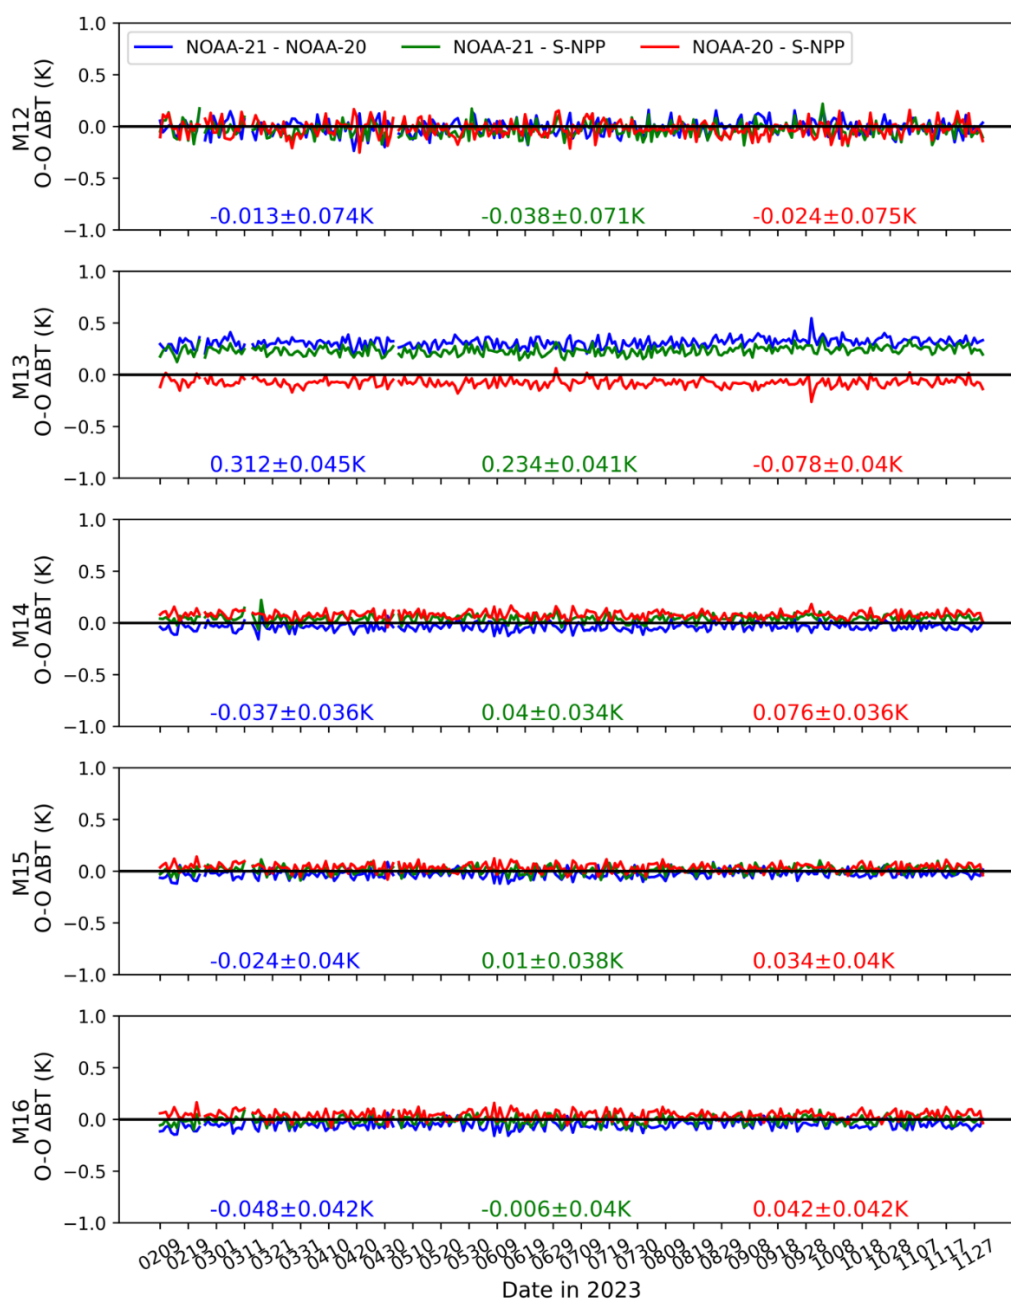 NOAA-21 - NOAA-20 NOAA-21 - S-NPP NOAA-20 - S-NPP
M12
O-O ΔBT (K)
1.0
0.5
0.0
−0.5
−1.0
-0.013±0.074K -0.038±0.071K -0.024±0.075K
M13
O-O ΔBT (K)
1.0
0.5
0.0
−0.5
−1.0
0.312±0.045K 0.234±0.041K -0.078±0.04K
M14
O-O ΔBT (K)
1.0
0.5
0.0
−0.5
−1.0
-0.037±0.036K 0.04±0.034K 0.076±0.036K
M15
O-O ΔBT (K)
1.0
0.5
0.0
−0.5
−1.0
-0.024±0.04K 0.01±0.038K 0.034±0.04K
M16
O-O ΔBT (K)
1.0
0.5
0.0
−0.5
−1.0
-0.048±0.042K -0.006±0.04K 0.042±0.042K
0209 0219 0301 0311 0321 0331 0410 0420 0430 0510 0520 0530 0609 0619 0629 0709 0719 0730 0809 0819 0829 0908 0918 0928 1008 1018 1028 1107 1117 1127
Date in 2023